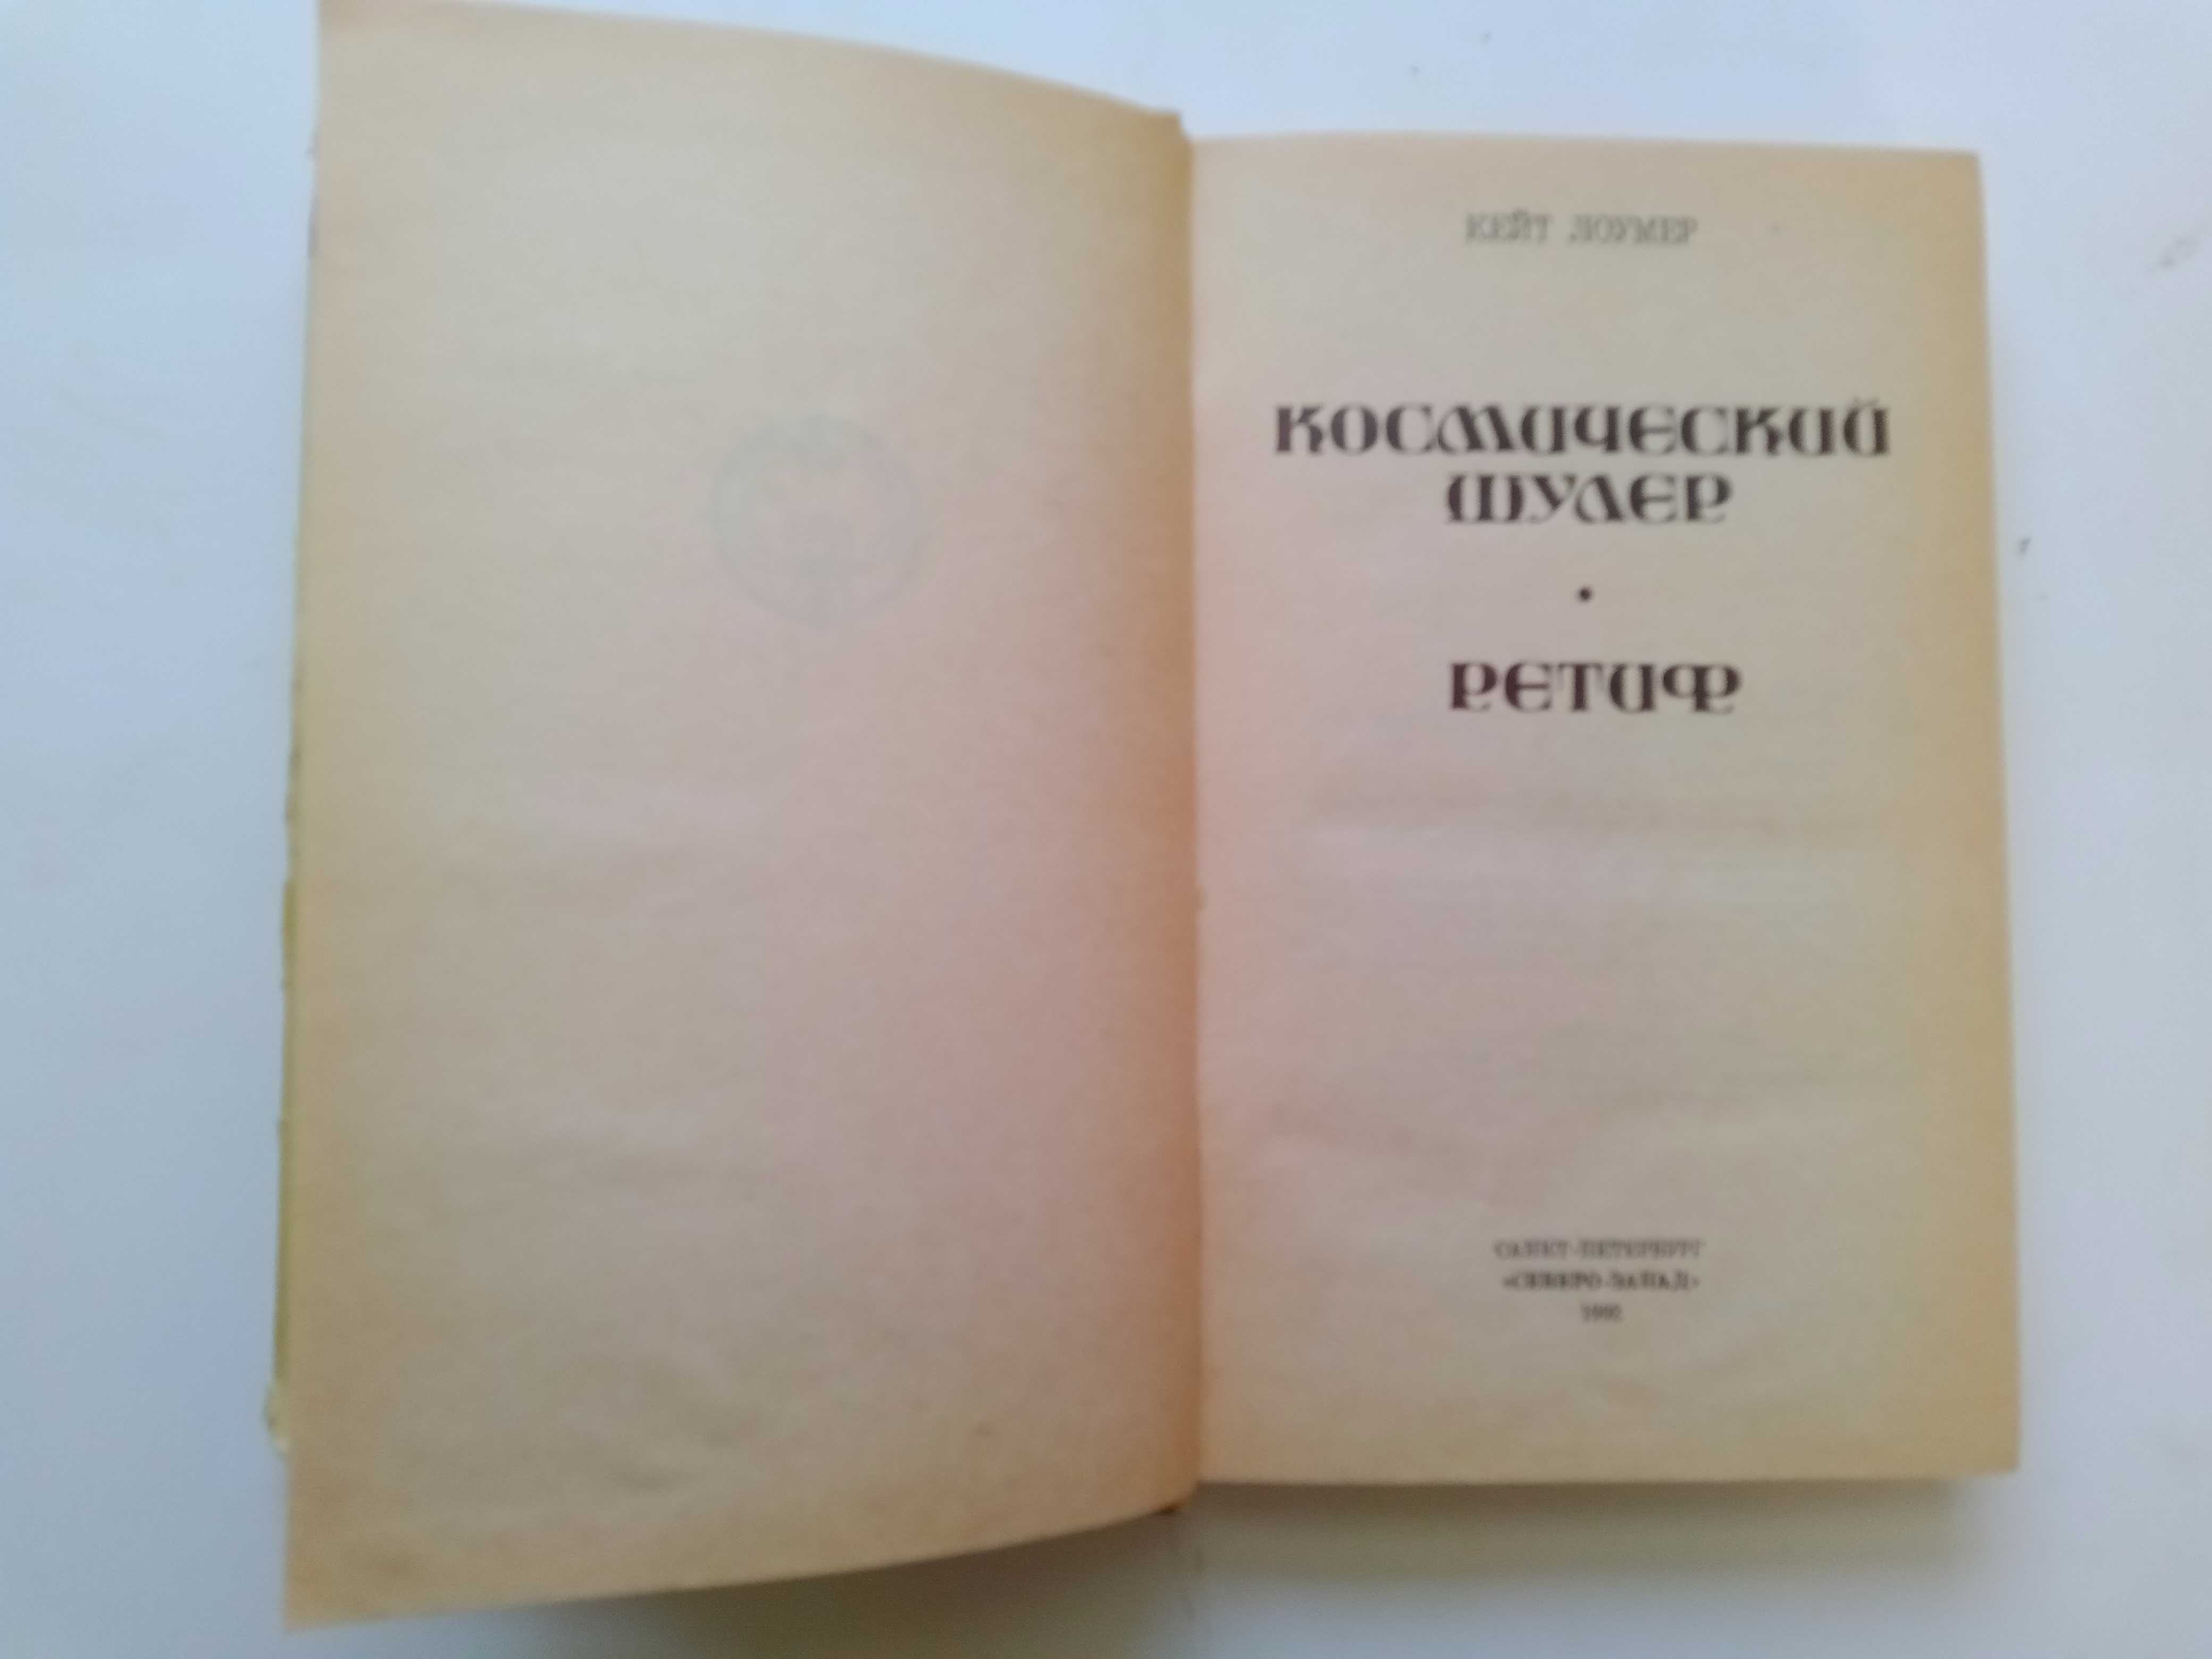 КЕЙТ ЛОУМЕР
КОСМИЧЕСКИЙ
ШУЛЕР
•
РЕТИФ
САНКТ-ПЕТЕРБУРГ
«СЕВЕРО-ЗАПАД»